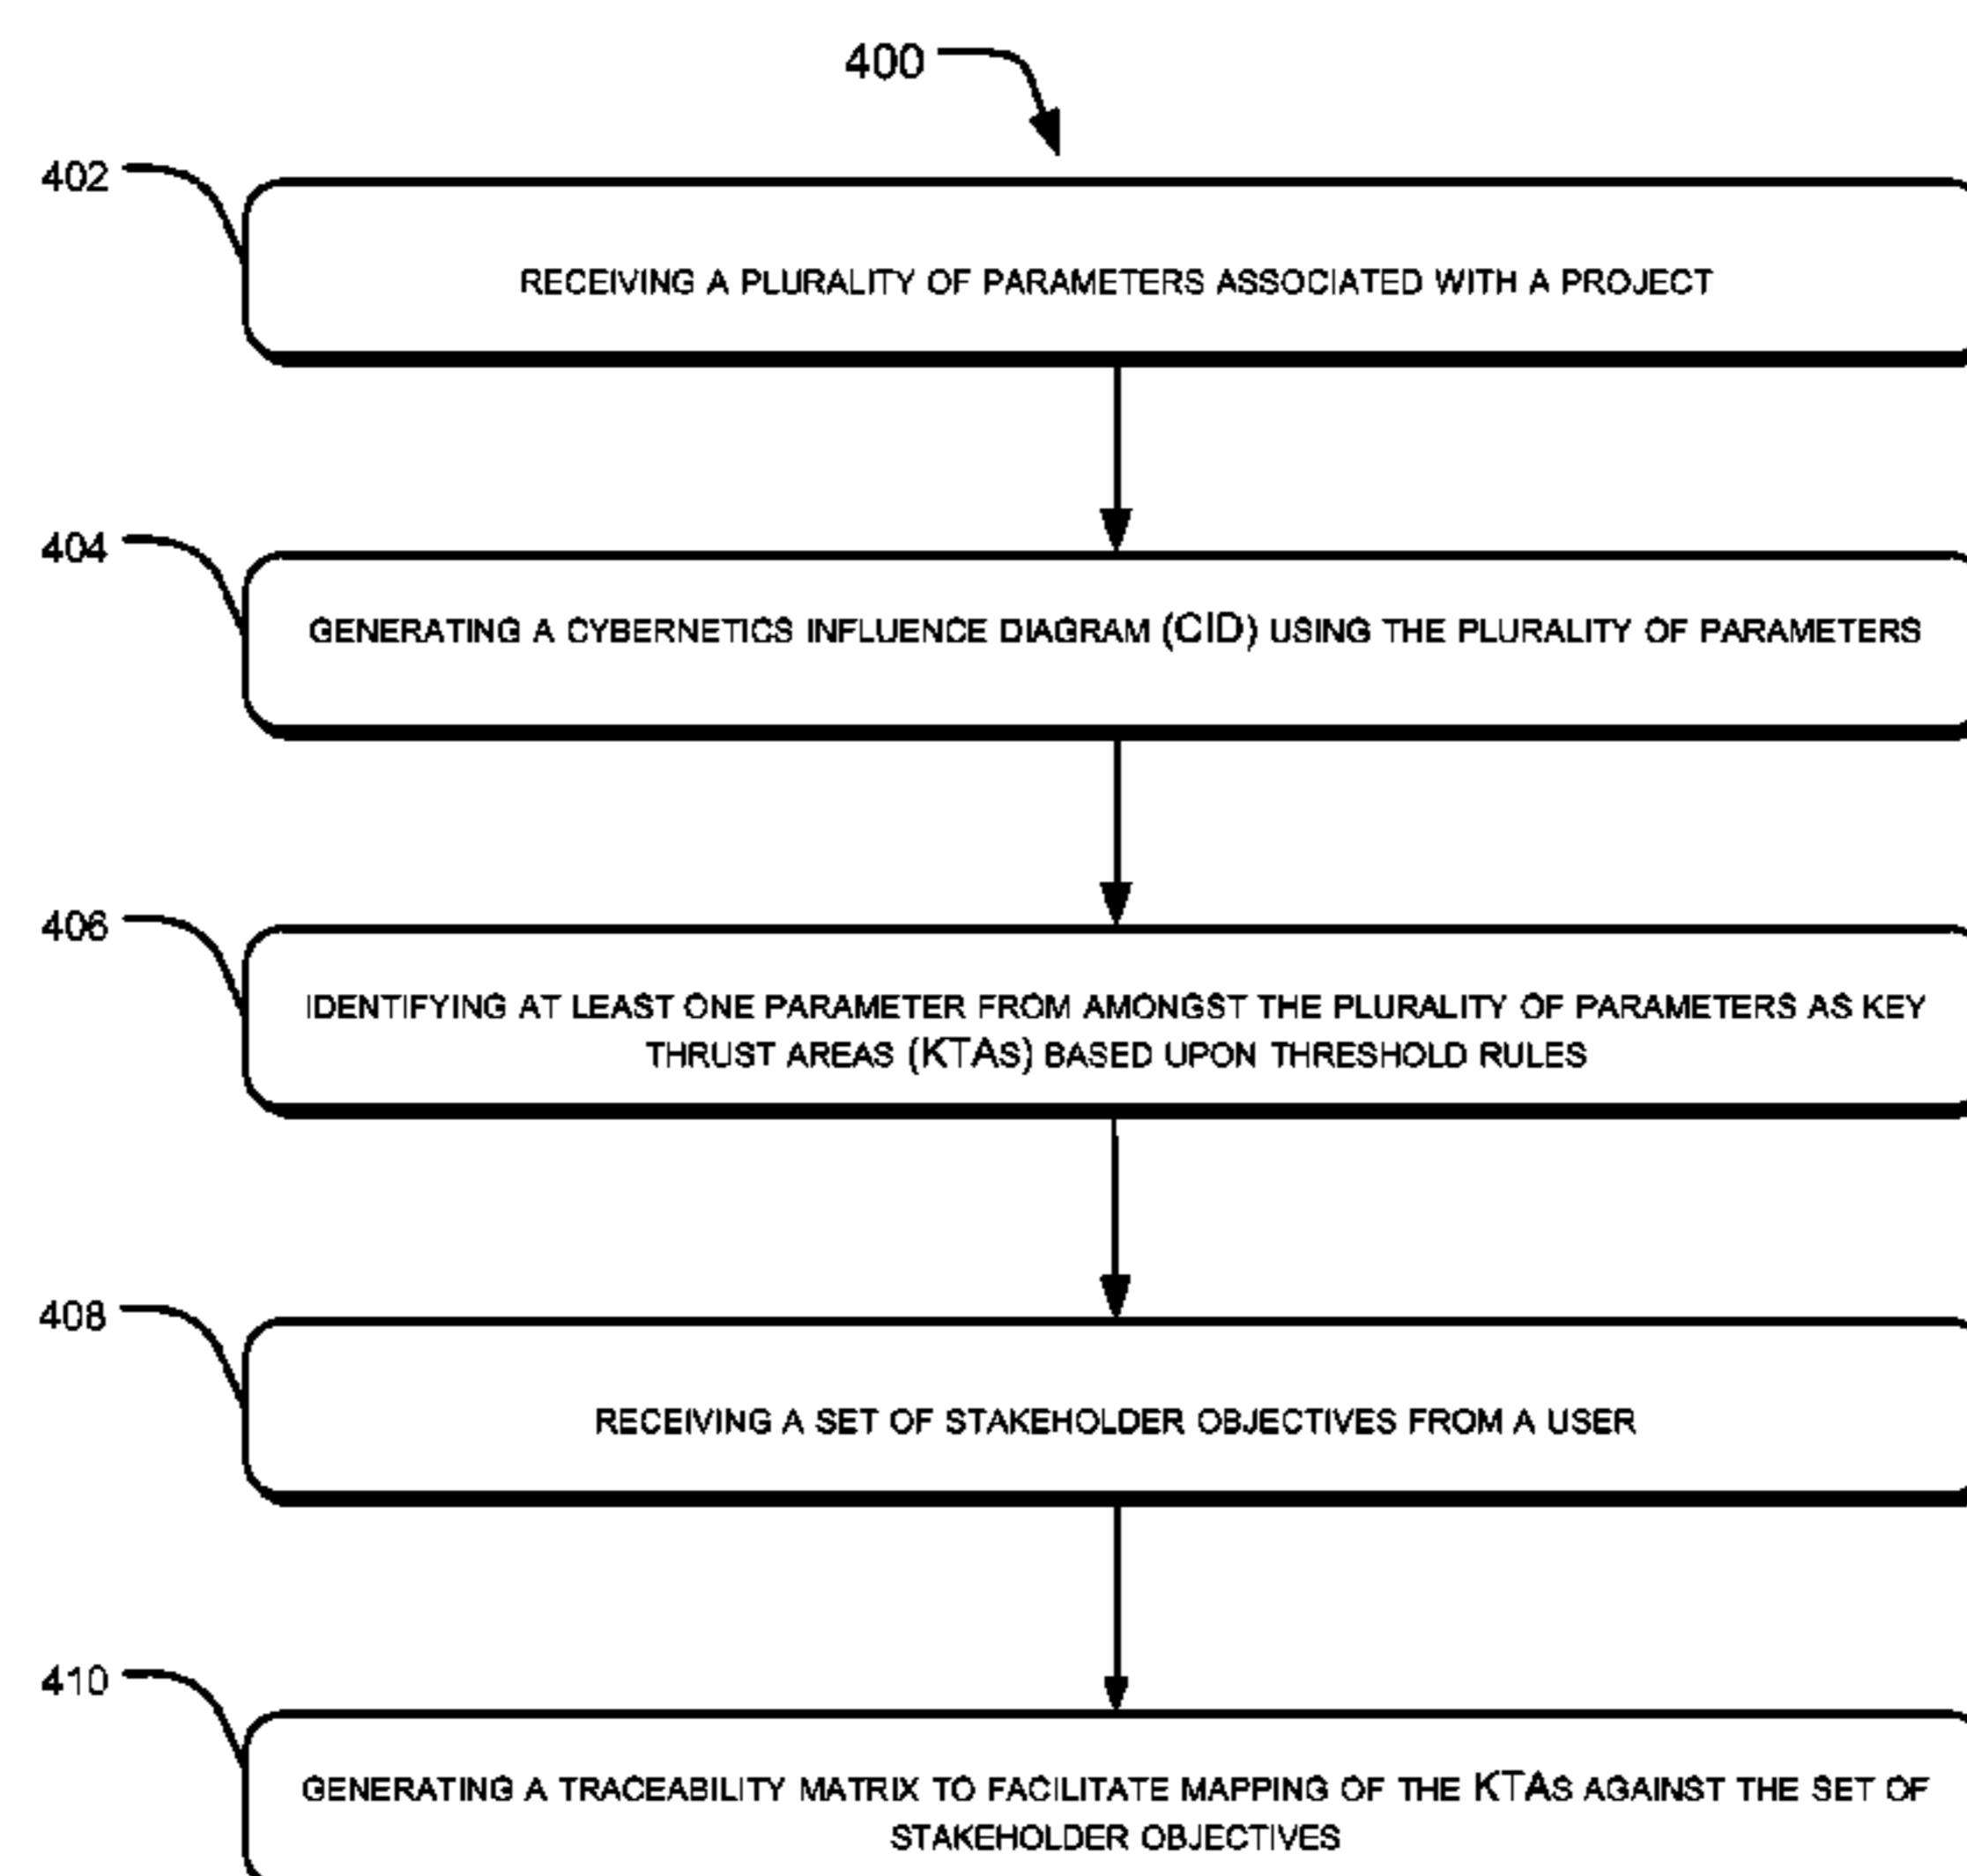 400
402
RECEIVING A PLURALITY OF PARAMETERS ASSOCIATED WITH A PROJECT
404
GENERATING A CYBERNETICS INFLUENCE DIAGRAM (CID) USING THE PLURALITY OF PARAMETERS
406
IDENTIFYING AT LEAST ONE PARAMETER FROM AMONGST THE PLURALITY OF PARAMETERS AS KEY
THRUST AREAS (KTAS) BASED UPON THRESHOLD RULES
408
RECEIVING A SET OF STAKEHOLDER OBJECTIVES FROM A USER
410
GENERATING A TRACEABILITY MATRIX TO FACILITATE MAPPING OF THE KTAS AGAINST THE SET OF
STAKEHOLDER OBJECTIVES